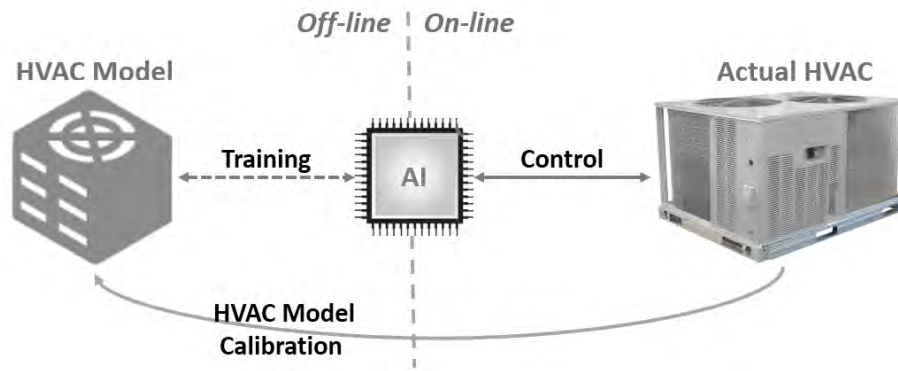 Off-line
On-line
HVAC Model
Actual HVAC
Training
AI
Control
HVAC Model
Calibration